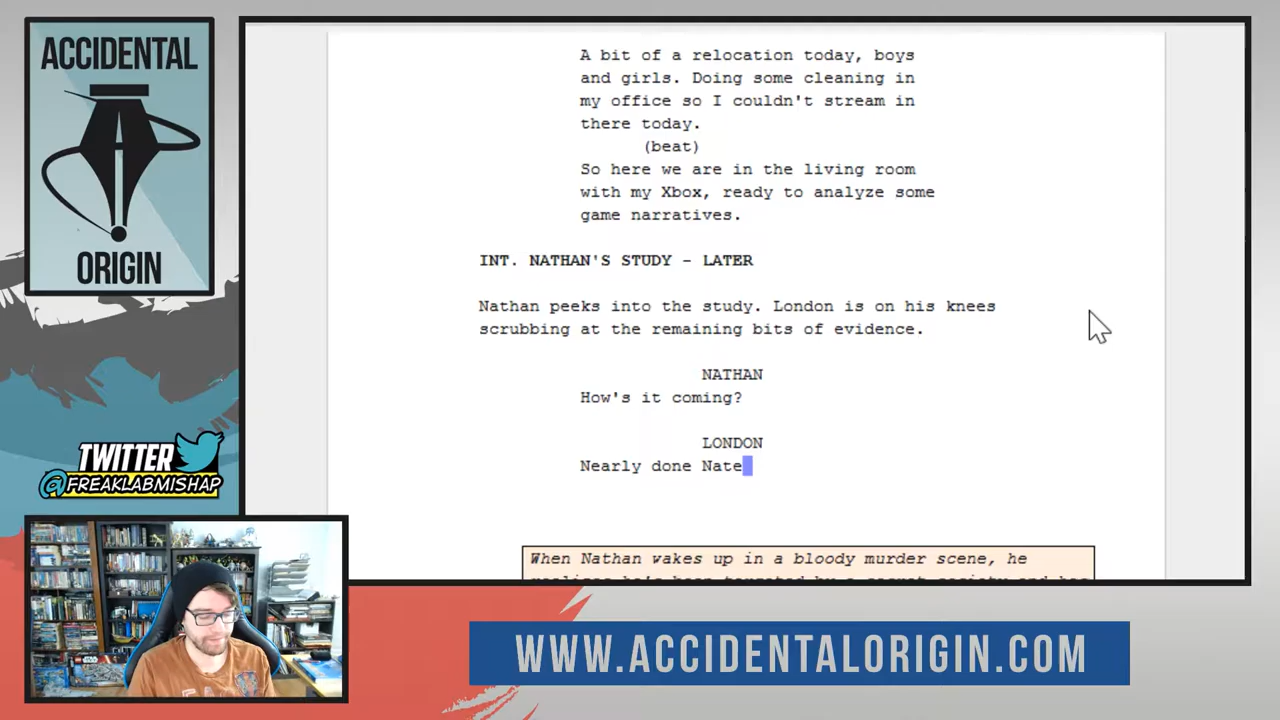 ACCIDENTAL
ORIGIN
A bit of a relocation today, boys
and girls. Doing some cleaning in
my office so I couldn't stream in
there today.
(beat)
So here we are in the living room
with my Xbox, ready to analyze some
game narratives.
INT. NATHAN'S STUDY - LATER
Nathan peeks into the study. London is on his knees
scrubbing at the remaining bits of evidence.
NATHAN
How's it coming?
LONDON
Nearly done Nate
When Nathan wakes up in a bloody murder scene, he
TWITTER
@FREAKLABMISHAP
WWW.ACCIDENTALORIGIN.COM